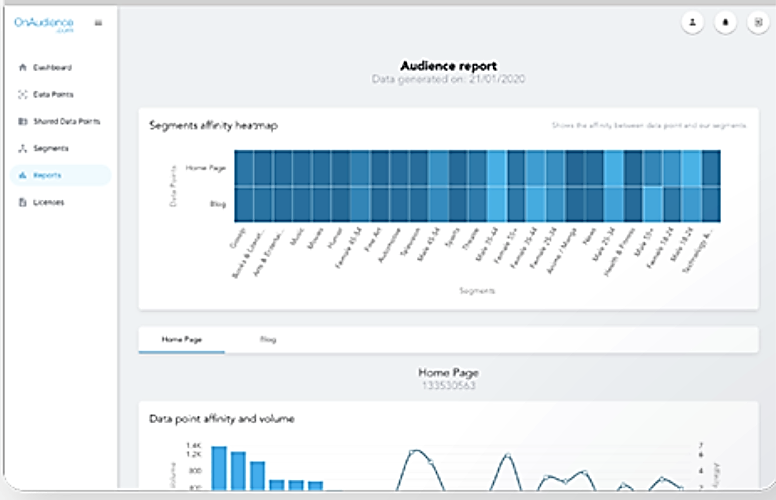 OnAudience
.com
Dashboard
Data Points
Shared Data Points
Segments
Reports
Licenses
Audience report
Data generated on: 21/01/2020
Segments affinity heatmap
Shows the affinity between data point and our segments
Data Points
Home Page
Blog
Gossip
Books & Literat...
Arts & Enterta...
Music
Movies
Humor
Female 45-54
Fine Art
Automotive
Television
Male 45-54
Sports
Theatre
Male 35-44
Female 55+
Female 35-44
Female 25-34
Anime / Manga
News
Male 25-34
Health & Fitness
Male 55+
Female 18-24
Male 18-24
Technology &...
Segments
Home Page
Blog
Home Page
133530563
Data point affinity and volume
1.4K
1.2K
800
Volume
7
6
4
Affinity